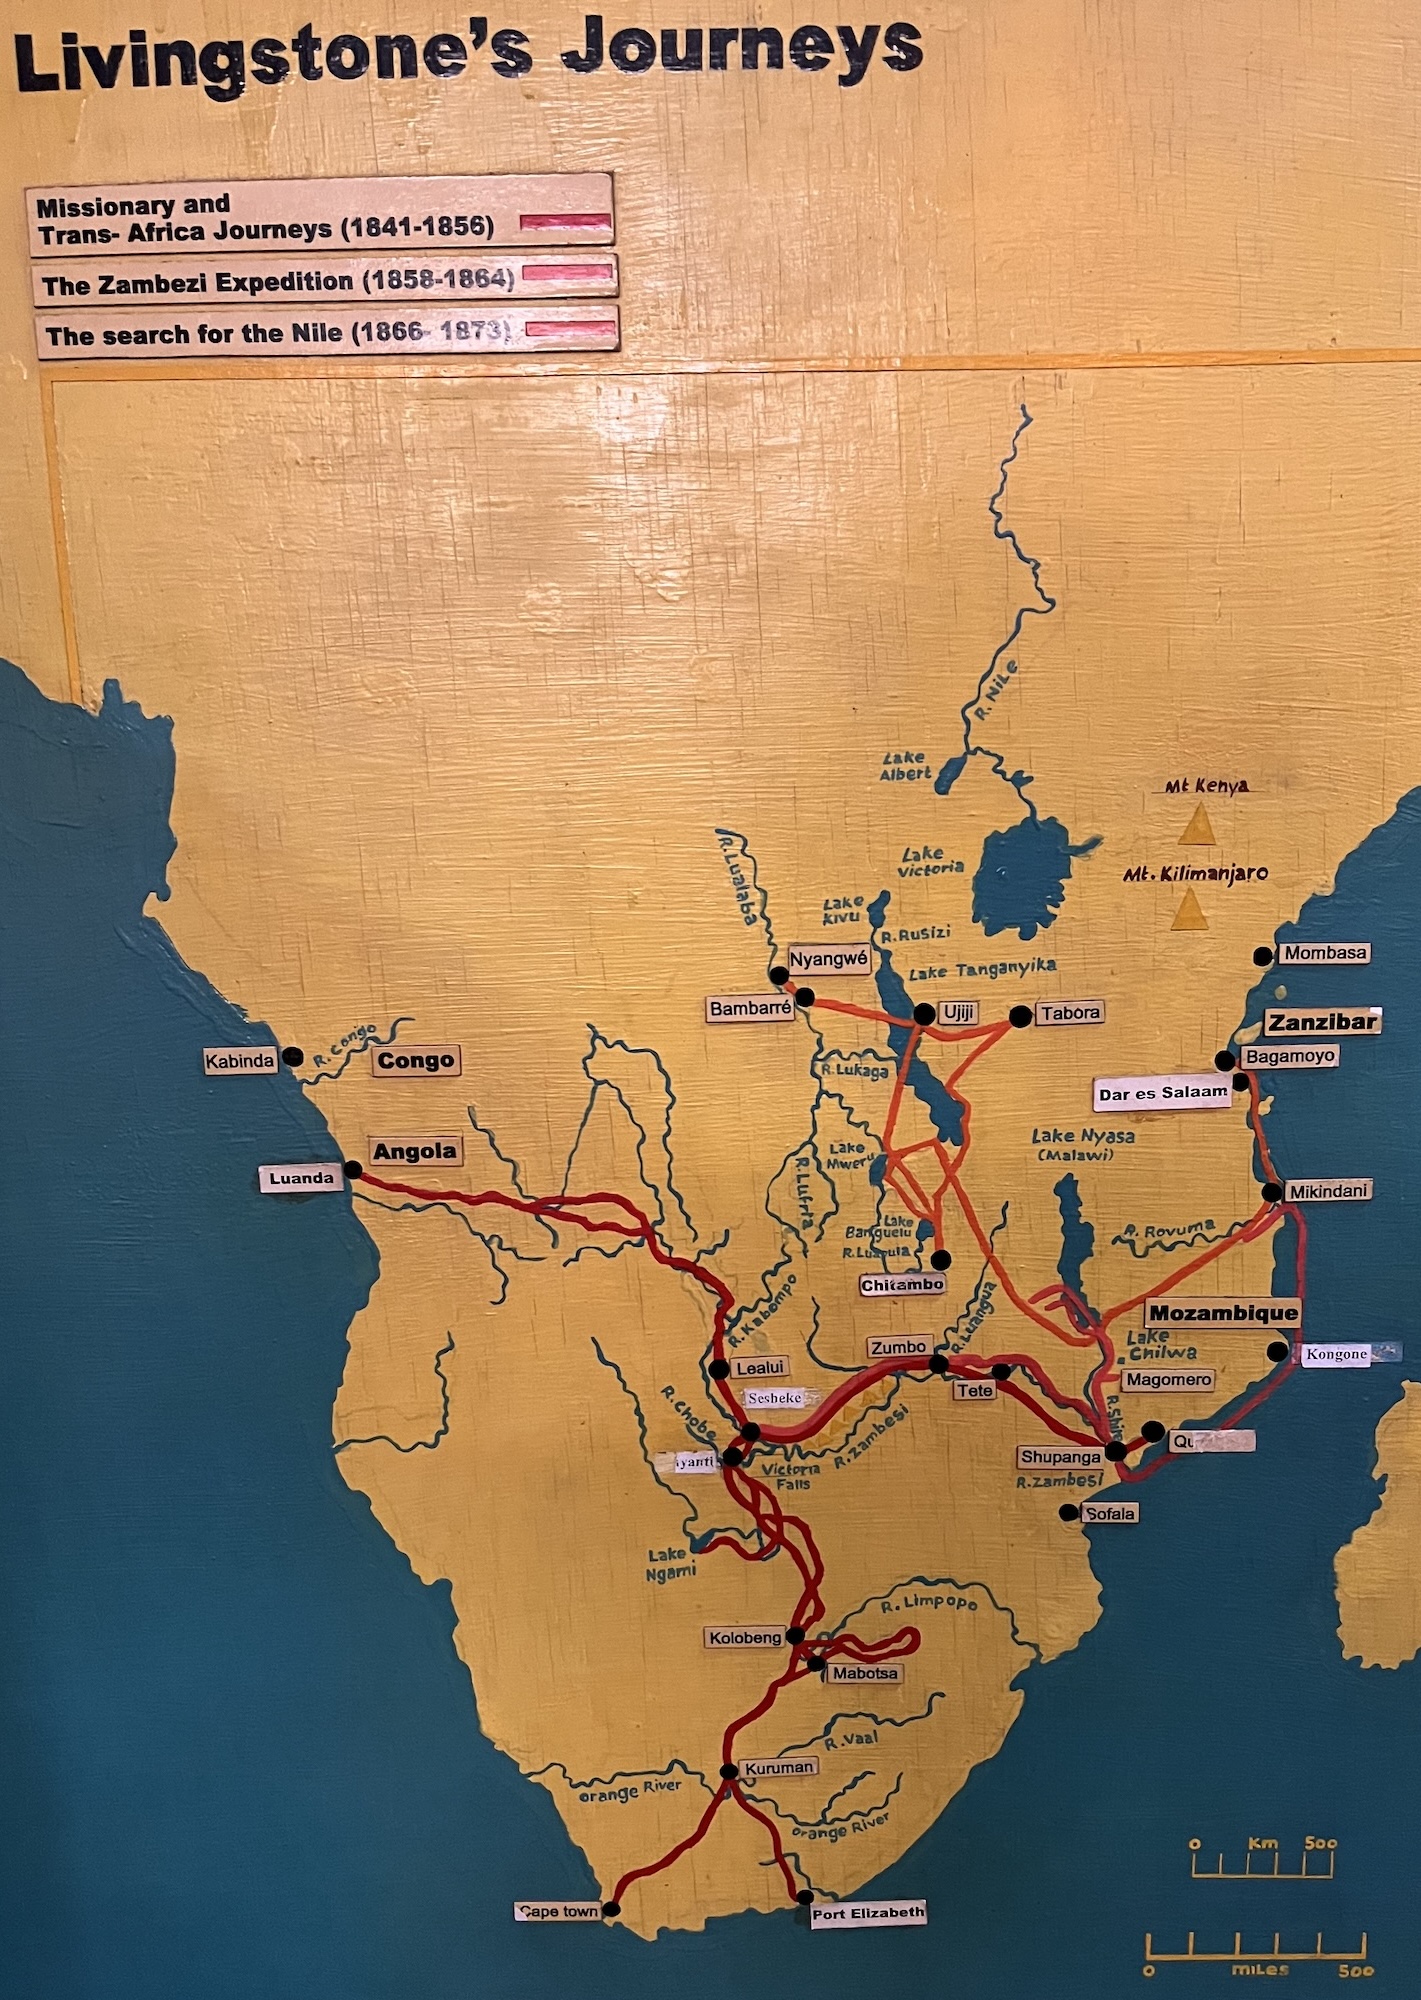 Livingstone's Journeys
Missionary and
Trans- Africa Journeys (1841-1856)
The Zambezi Expedition (1858-1864)
The search for the Nile (1866- 1873)
R. NiLe
Lake
Albert
Mt Kenya
Lake
Victoria
Mt. Kilimanjaro
R. Lualaba
Lake
Kivu
R. Rusizi
Mombasa
Nyangwé
Lake Tanganyika
Bambarré
Ujiji
Tabora
Zanzibar
Kabinda
R. Congo
Congo
Bagamoyo
R. Lukaga
Dar es Salaam
Angola
Luanda
Lake
Mweru
Lake Nyasa
(Malawi)
R. Lufria
Mikindani
Lake
Banguelu
R. Luapula
R. Rovuma
Chitambo
R. Kabompo
R. Luangua
Mozambique
Zumbo
Lake
Chilwa
Kongone
Lealui
Tete
Magomero
Sesheke
R. Chobe
R. Shire
R. Zambesi
Qu
iyanti
Victoria
Falls
Shupanga
R. Zambesi
Sofala
Lake
Ngami
R. Limpopo
Kolobeng
Mabotsa
R. Vaal
Kuruman
orange River
orange River
0 Km 500
Cape town
Port Elizabeth
0 miLes 500